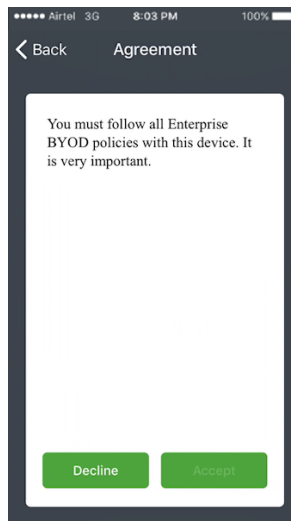 ●●●●● Airtel 3G 8:03 PM 100%
Back Agreement
You must follow all Enterprise
BYOD policies with this device. It
is very important.
Decline Accept